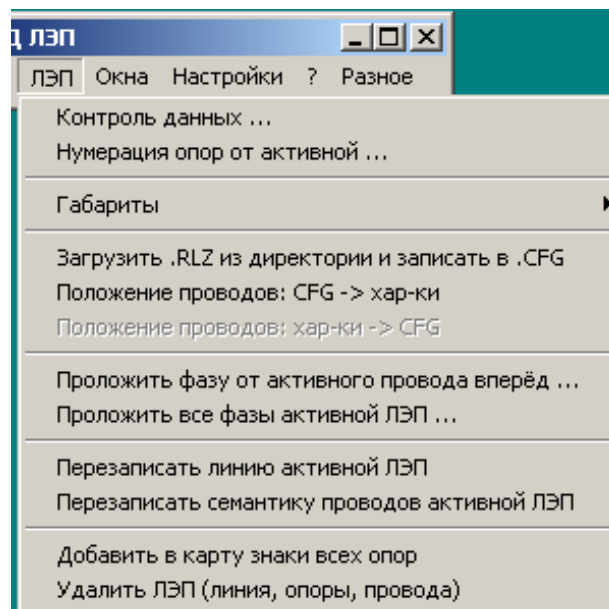 ЛЭП
ЛЭП Окна Настройки ? Разное
Контроль данных ...
Нумерация опор от активной ...
Габариты
Загрузить .RLZ из директории и записать в .CFG
Положение проводов: CFG -> хар-ки
Положение проводов: хар-ки -> CFG
Проложить фазу от активного провода вперёд ...
Проложить все фазы активной ЛЭП ...
Перезаписать линию активной ЛЭП
Перезаписать семантику проводов активной ЛЭП
Добавить в карту знаки всех опор
Удалить ЛЭП (линия, опоры, провода)